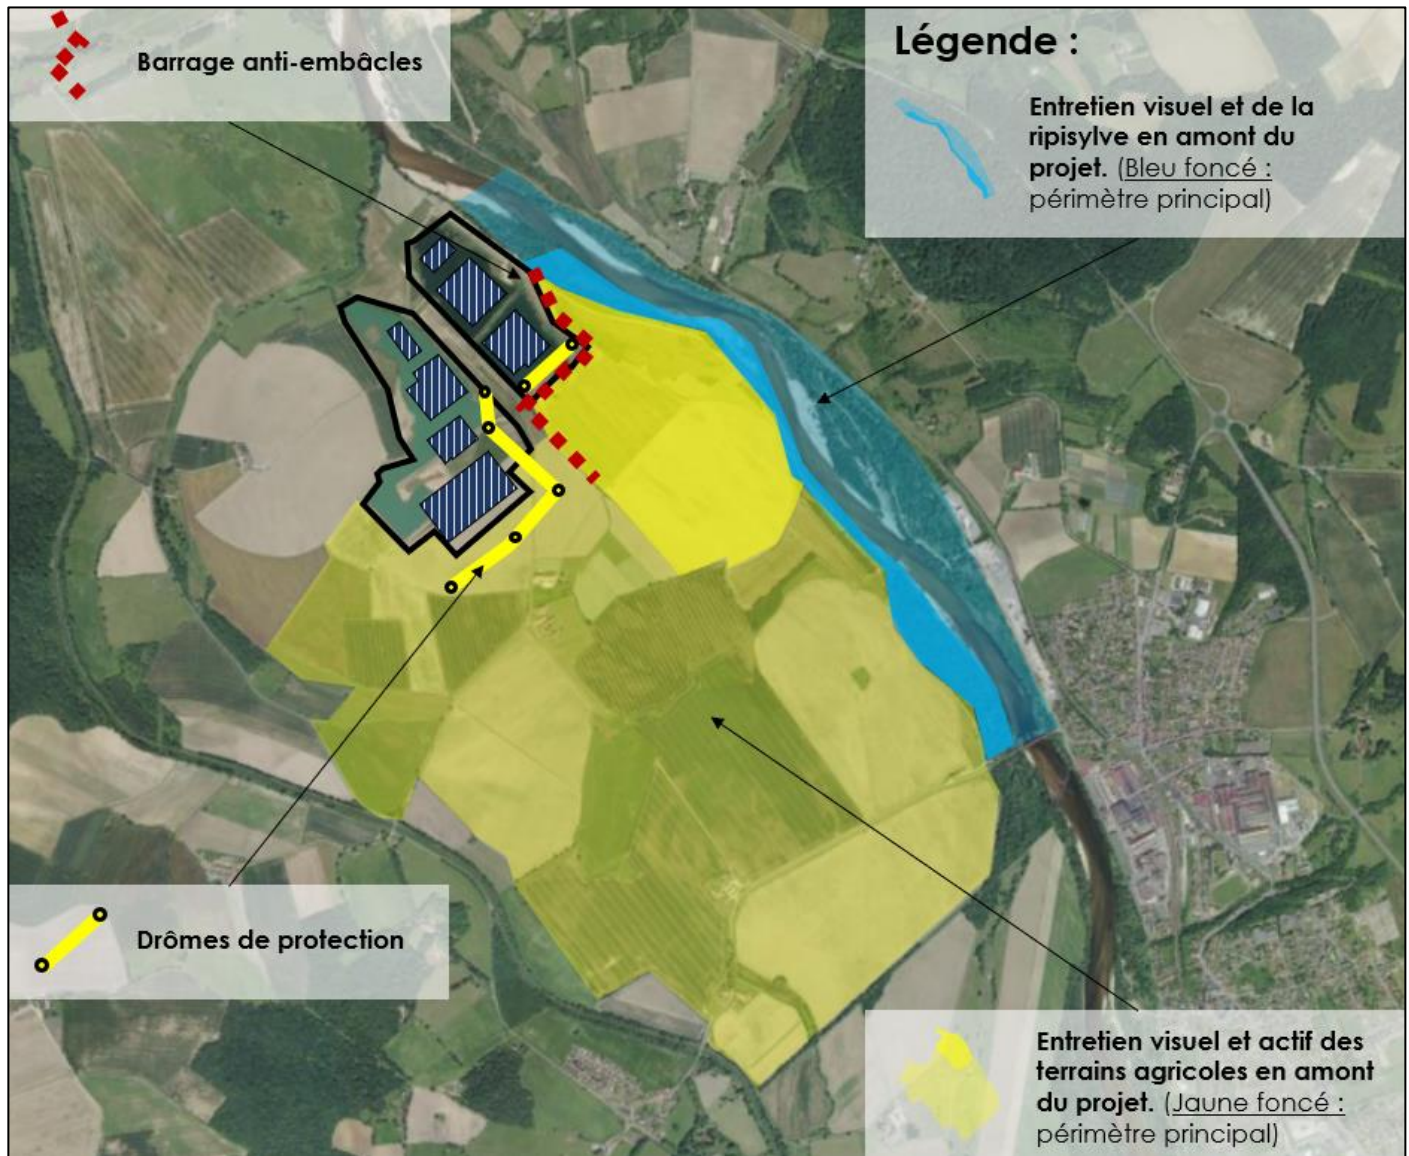 Barrage anti-embâcles
Légende :
Entretien visuel et de la
ripisylve en amont du
projet. (Bleu foncé :
périmètre principal)
Drômes de protection
Entretien visuel et actif des
terrains agricoles en amont
du projet. (Jaune foncé :
périmètre principal)